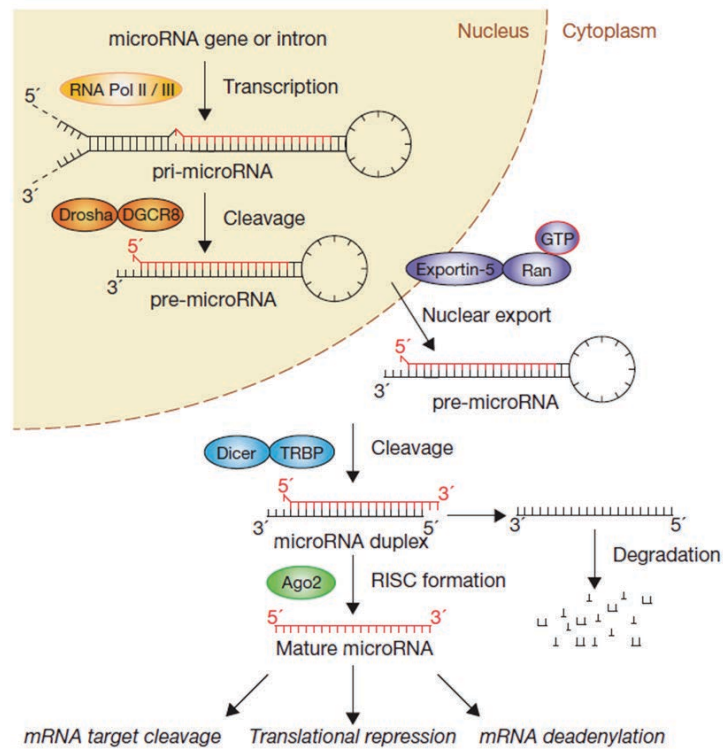 microRNA gene or intron
Nucleus
Cytoplasm
RNA Pol II / III
Transcription
5´
pri-microRNA
3´
Drosha
DGCR8
Cleavage
5´
3´
pre-microRNA
GTP
Exportin-5
Ran
Nuclear export
5´
3´
pre-microRNA
Dicer
TRBP
Cleavage
5´
3´
3´
5´
microRNA duplex
3´
5´
Degradation
Ago2
RISC formation
5´
3´
Mature microRNA
mRNA target cleavage
Translational repression
mRNA deadenylation